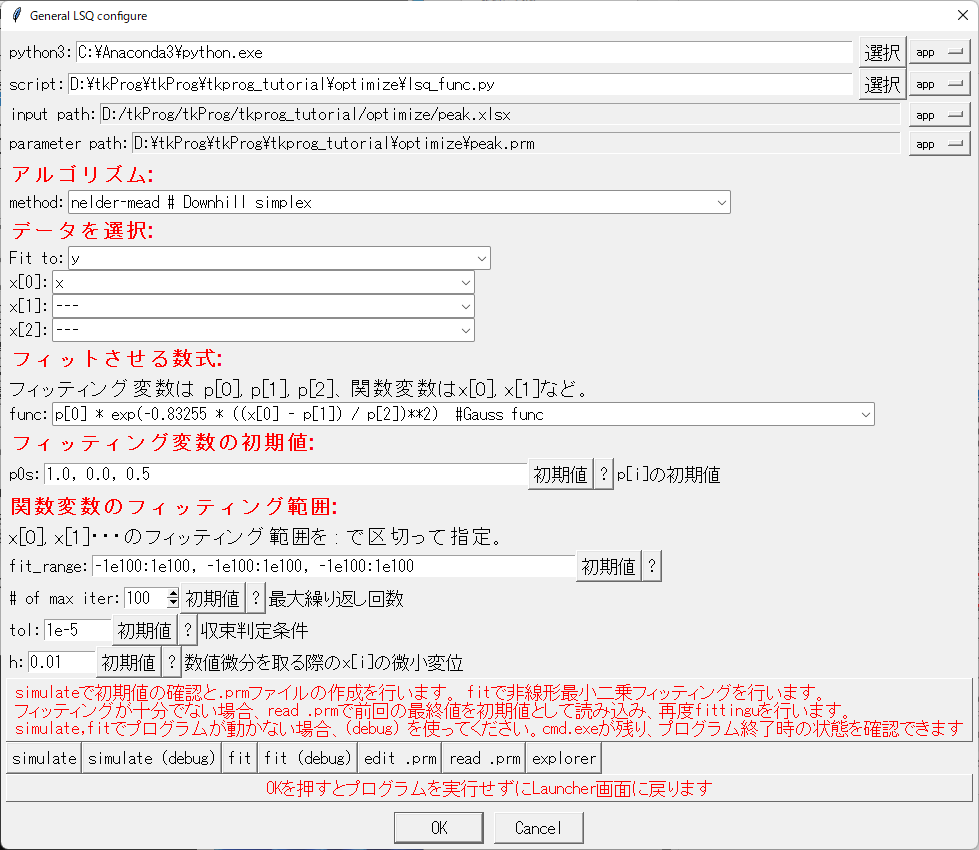 General LSQ configure
python3: C:¥Anaconda3¥python.exe 選択 app
script: D:¥tkProg¥tkProg¥tkprog_tutorial¥optimize¥lsq_func.py 選択 app
input path: D:/tkProg/tkProg/tkprog_tutorial/optimize/peak.xlsx app
parameter path: D:¥tkProg¥tkProg¥tkprog_tutorial¥optimize¥peak.prm app
アルゴリズム:
method: nelder-mead # Downhill simplex
データを選択:
Fit to: y
x[0]: x
x[1]: ---
x[2]: ---
フィットさせる数式:
フィッティング変数は p[0], p[1], p[2]、関数変数はx[0], x[1]など。
func: p[0] * exp(-0.83255 * ((x[0] - p[1]) / p[2])**2) #Gauss func
フィッティング変数の初期値:
p0s: 1.0, 0.0, 0.5 初期値 ? p[i]の初期値
関数変数のフィッティング範囲:
x[0], x[1]・・・のフィッティング範囲を : で区切って指定。
fit_range: -1e100:1e100, -1e100:1e100, -1e100:1e100 初期値 ?
# of max iter: 100 初期値 ? 最大繰り返し回数
tol: 1e-5 初期値 ? 収束判定条件
h: 0.01 初期値 ? 数値微分を取る際のx[i]の微小変位
simulateで初期値の確認と.prmファイルの作成を行います。 fitで非線形最小二乗フィッティングを行います。
フィッティングが十分でない場合、read .prmで前回の最終値を初期値として読み込み、再度fittinguを行います。
simulate,fitでプログラムが動かない場合、(debug) を使ってください。cmd.exeが残り、プログラム終了時の状態を確認できます
simulate simulate (debug) fit fit (debug) edit .prm read .prm explorer
OKを押すとプログラムを実行せずにLauncher画面に戻ります
OK Cancel